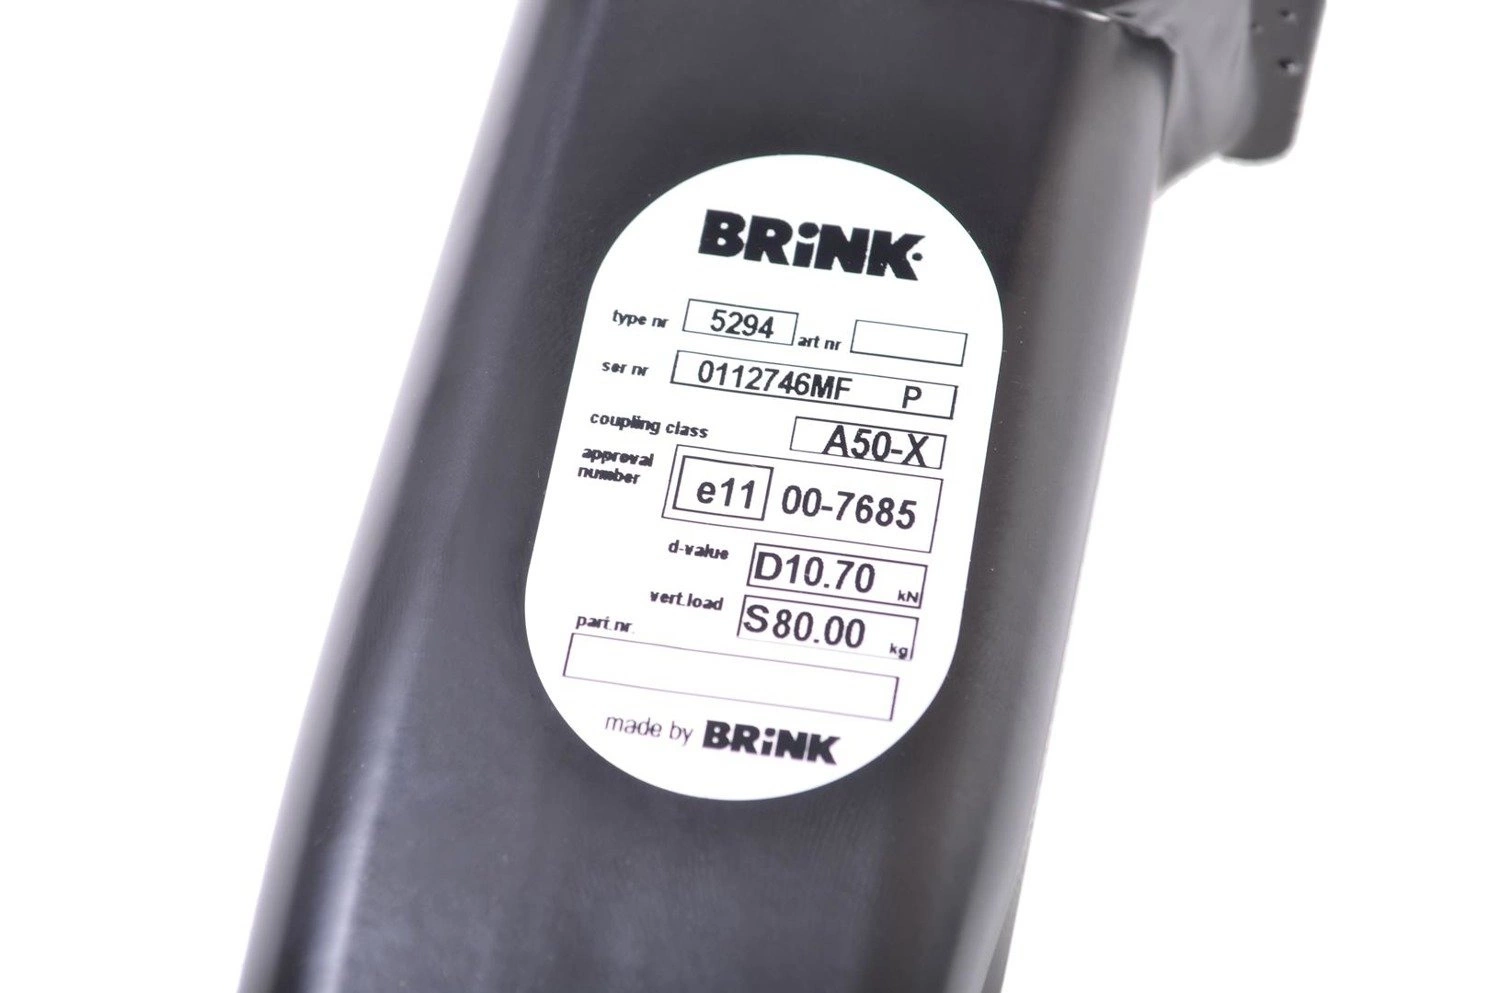 BRiNK
type nr 5294 art nr
ser nr 0112746MF P
coupling class A50-X
approval number e11 00-7685
d-value D10.70 kN
vert.load S80.00 kg
part.nr.
made by BRiNK